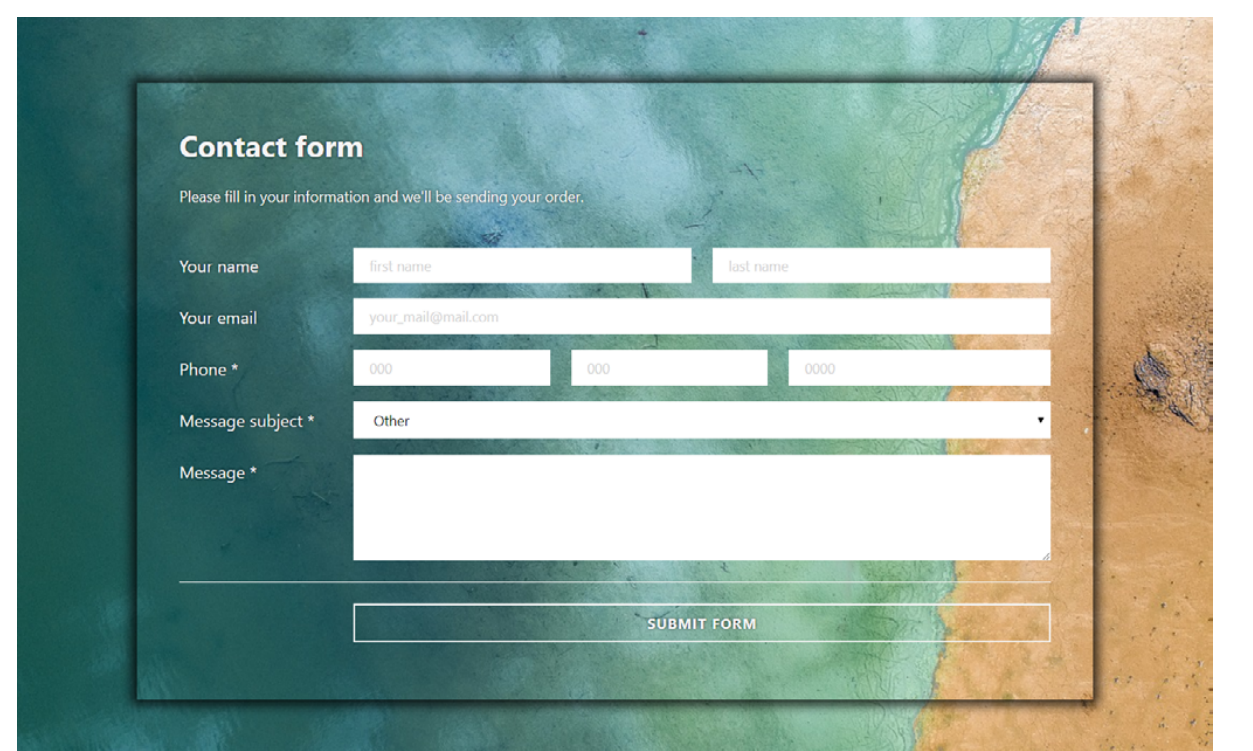 Contact form
Please fill in your information and we'll be sending your order.
Your name first name last name
Your email your_mail@mail.com
Phone * 000 000 0000
Message subject * Other
Message *
SUBMIT FORM